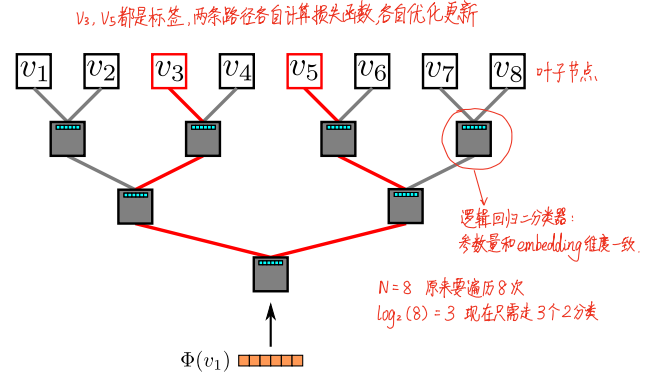 V₃, V₅都是标签,两条路径各自计算损失函数,各自优化更新
v₁ v₂ v₃ v₄ v₅ v₆ v₇ v₈ 叶子节点
逻辑回归二分类器:
参数量和embedding维度一致.
N=8 原来要遍历8次
log₂(8)=3 现在只需走3个2分类
Φ(v₁)